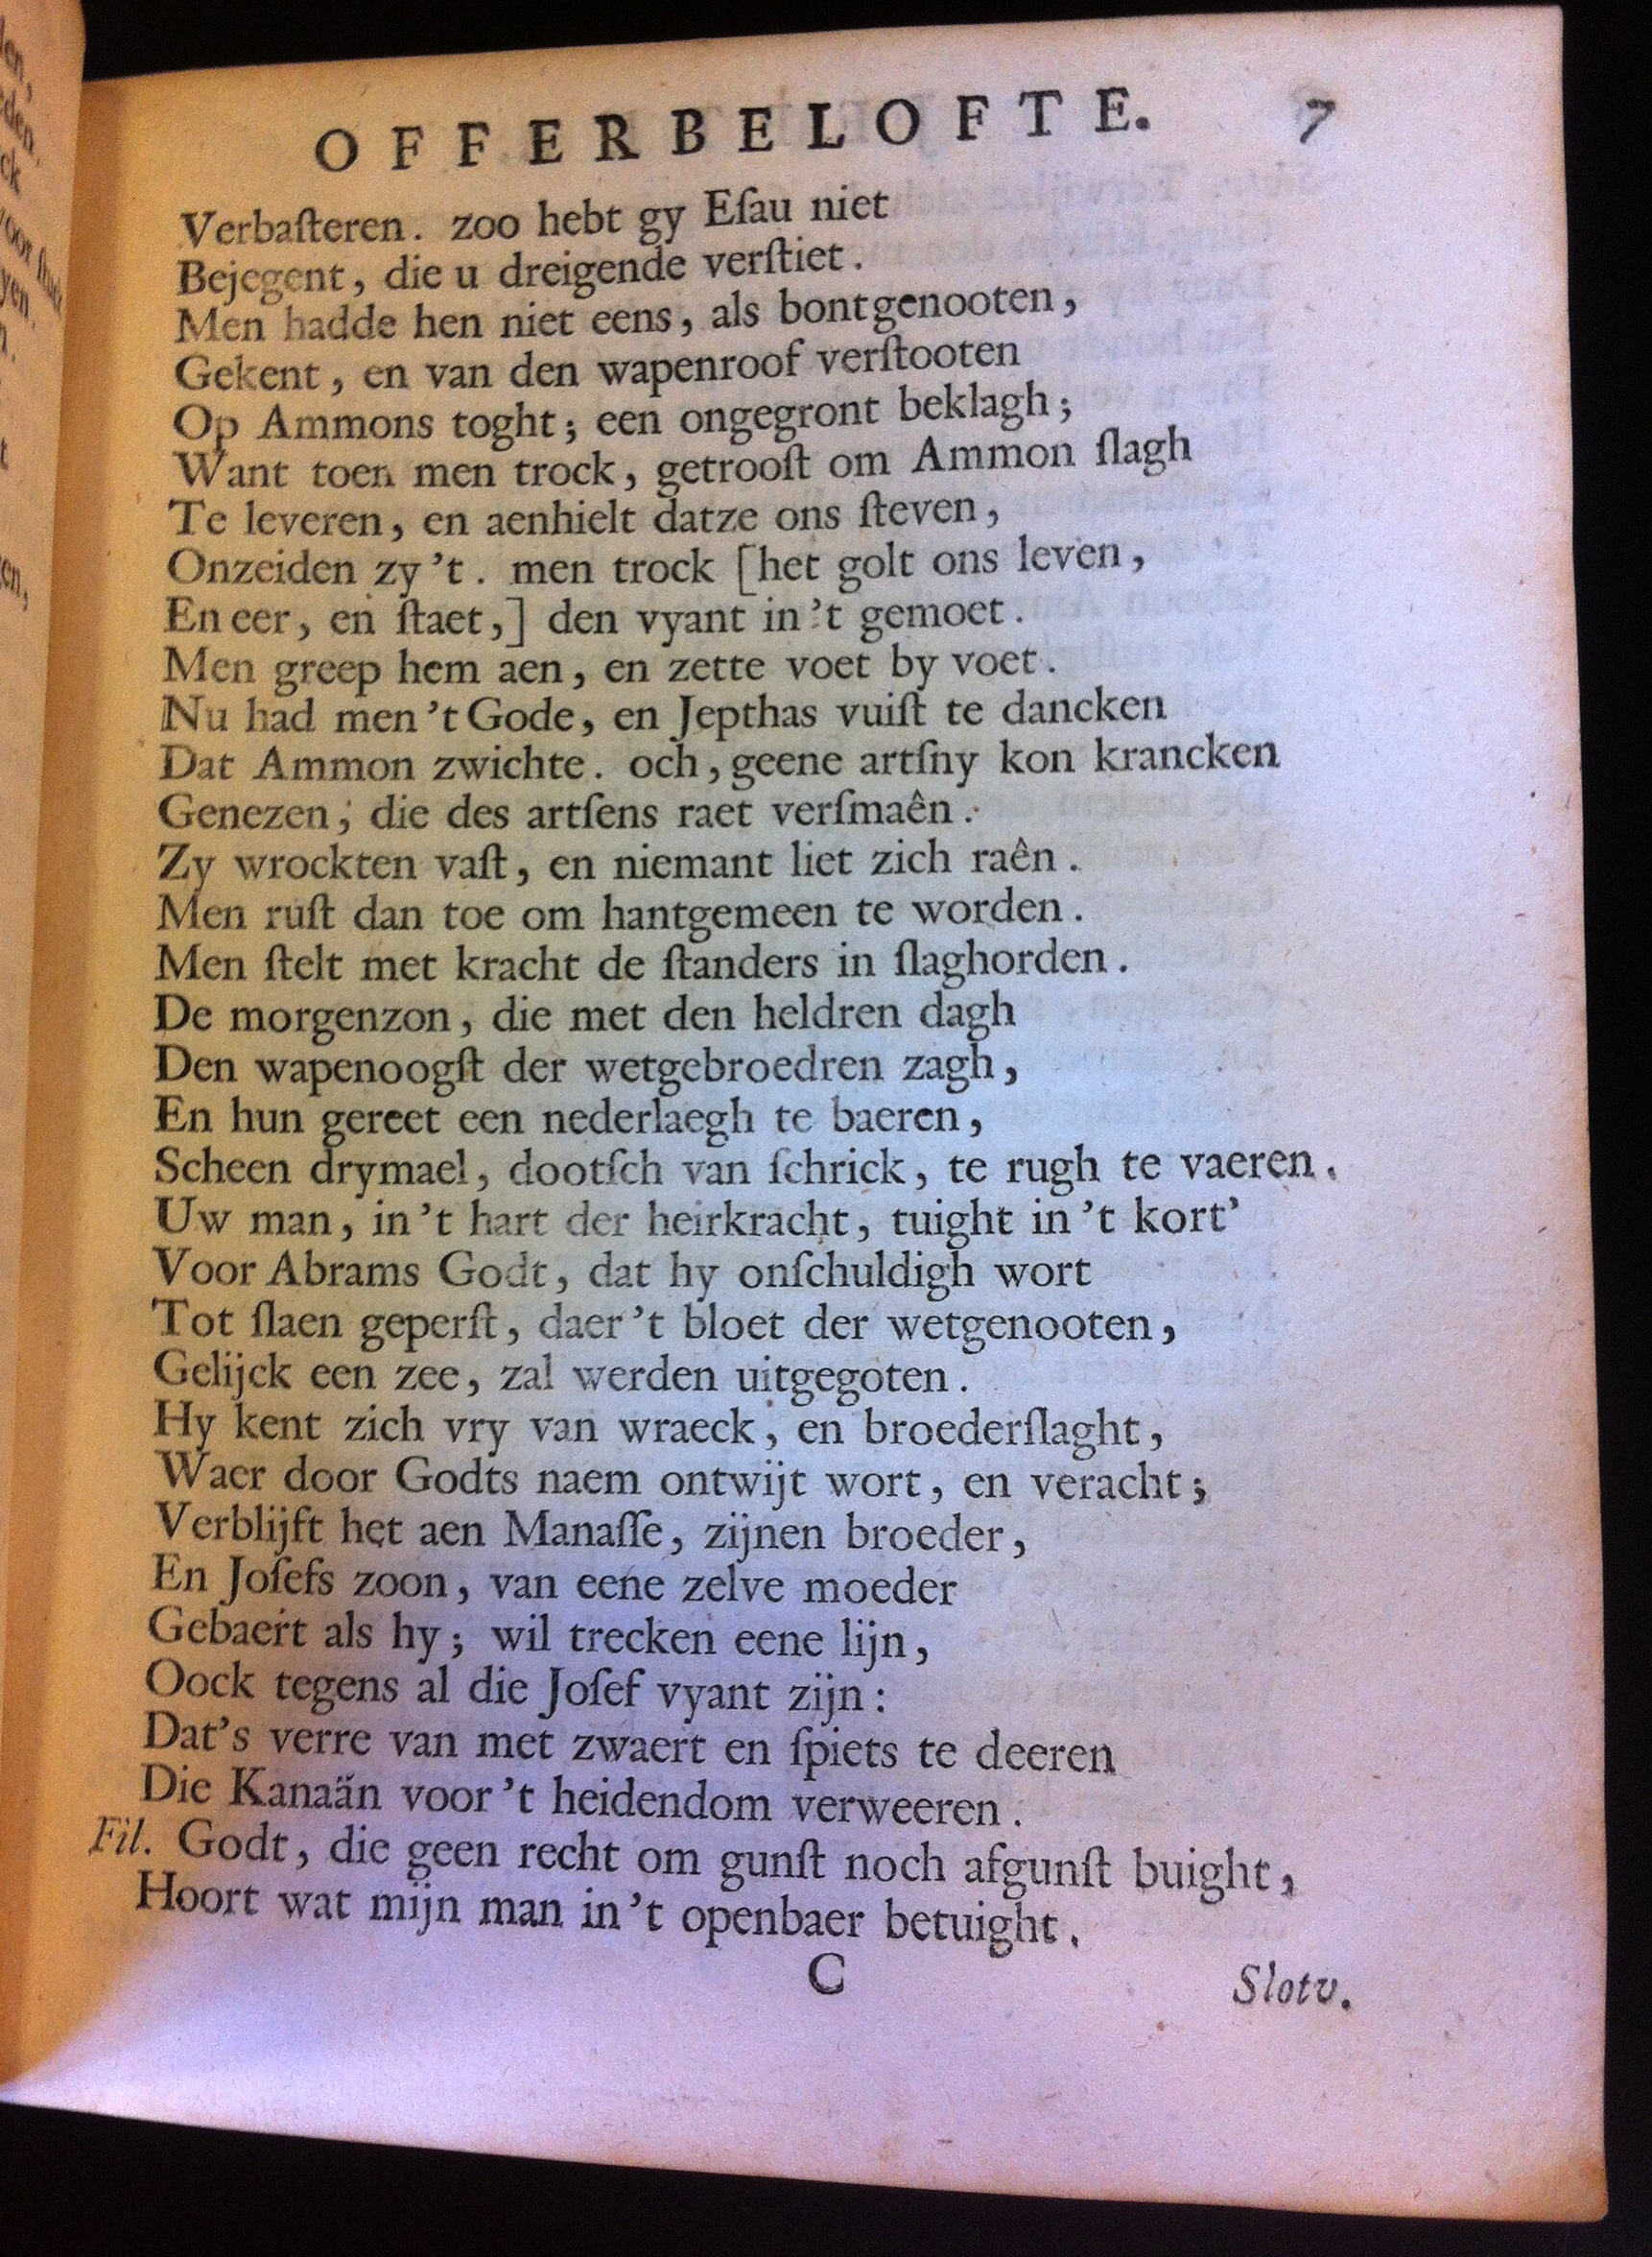 OFFERBELOFTE. 7
Verbaſteren. zoo hebt gy Eſau niet
Bejegent, die u dreigende verſtiet.
Men hadde hen niet eens, als bontgenooten,
Gekent, en van den wapenroof verſtooten
Op Ammons toght; een ongegront beklagh;
Want toen men trock, getrooſt om Ammon ſlagh
Te leveren, en aenhielt datze ons ſteven,
Onzeiden zy 't. men trock [het golt ons leven,
En eer, en ſtaet,] den vyant in 't gemoet.
Men greep hem aen, en zette voet by voet.
Nu had men 't Gode, en Jepthas vuiſt te dancken
Dat Ammon zwichte. och, geene artſny kon krancken
Genezen; die des artſens raet verſmaên.
Zy wrockten vaſt, en niemant liet zich raên.
Men ruſt dan toe om hantgemeen te worden.
Men ſtelt met kracht de ſtanders in ſlaghorden.
De morgenzon, die met den heldren dagh
Den wapenoogſt der wetgebroedren zagh,
En hun gereet een nederlaegh te baeren,
Scheen drymael, dootſch van ſchrick, te rugh te vaeren.
Uw man, in 't hart der heirkracht, tuight in 't kort'
Voor Abrams Godt, dat hy onſchuldigh wort
Tot ſlaen geperſt, daer 't bloet der wetgenooten,
Gelijck een zee, zal werden uitgegoten.
Hy kent zich vry van wraeck, en broederſlaght,
Waer door Godts naem ontwijt wort, en veracht;
Verblijft het aen Manaſſe, zijnen broeder,
En Joſefs zoon, van eene zelve moeder
Gebaert als hy; wil trecken eene lijn,
Oock tegens al die Joſef vyant zijn:
Dat's verre van met zwaert en ſpiets te deeren
Die Kanaän voor 't heidendom verweeren.
Fil. Godt, die geen recht om gunſt noch afgunſt buight,
Hoort wat mijn man in 't openbaer betuight.
C Slotv.